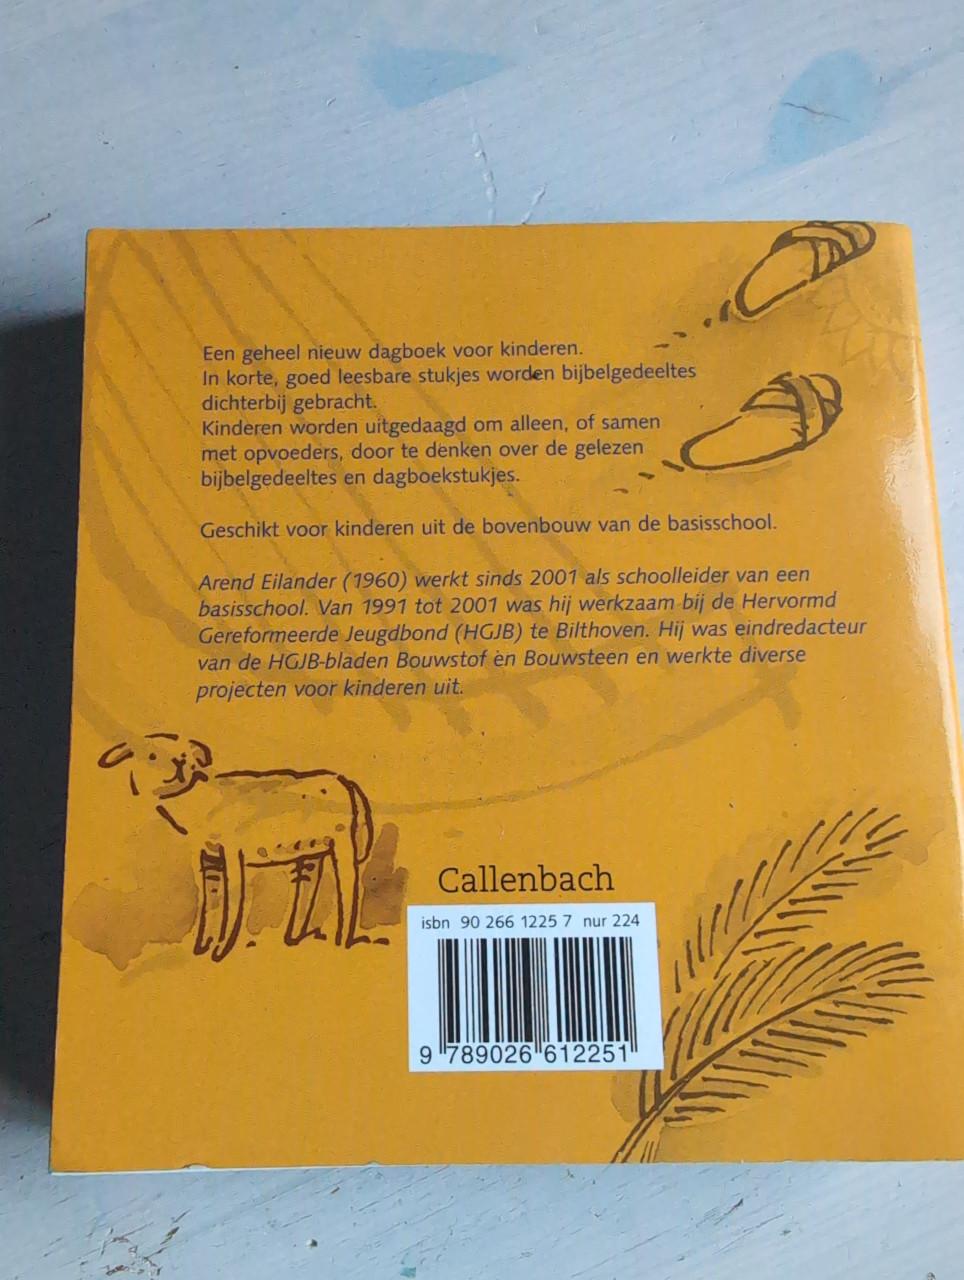 Een geheel nieuw dagboek voor kinderen.
In korte, goed leesbare stukjes worden bijbelgedeeltes
dichterbij gebracht.
Kinderen worden uitgedaagd om alleen, of samen
met opvoeders, door te denken over de gelezen
bijbelgedeeltes en dagboekstukjes.
Geschikt voor kinderen uit de bovenbouw van de basisschool.
Arend Eilander (1960) werkt sinds 2001 als schoolleider van een
basisschool. Van 1991 tot 2001 was hij werkzaam bij de Hervormd
Gereformeerde Jeugdbond (HGJB) te Bilthoven. Hij was eindredacteur
van de HGJB-bladen Bouwstof en Bouwsteen en werkte diverse
projecten voor kinderen uit.
Callenbach
isbn 90 266 1225 7 nur 224
9 789026 612251